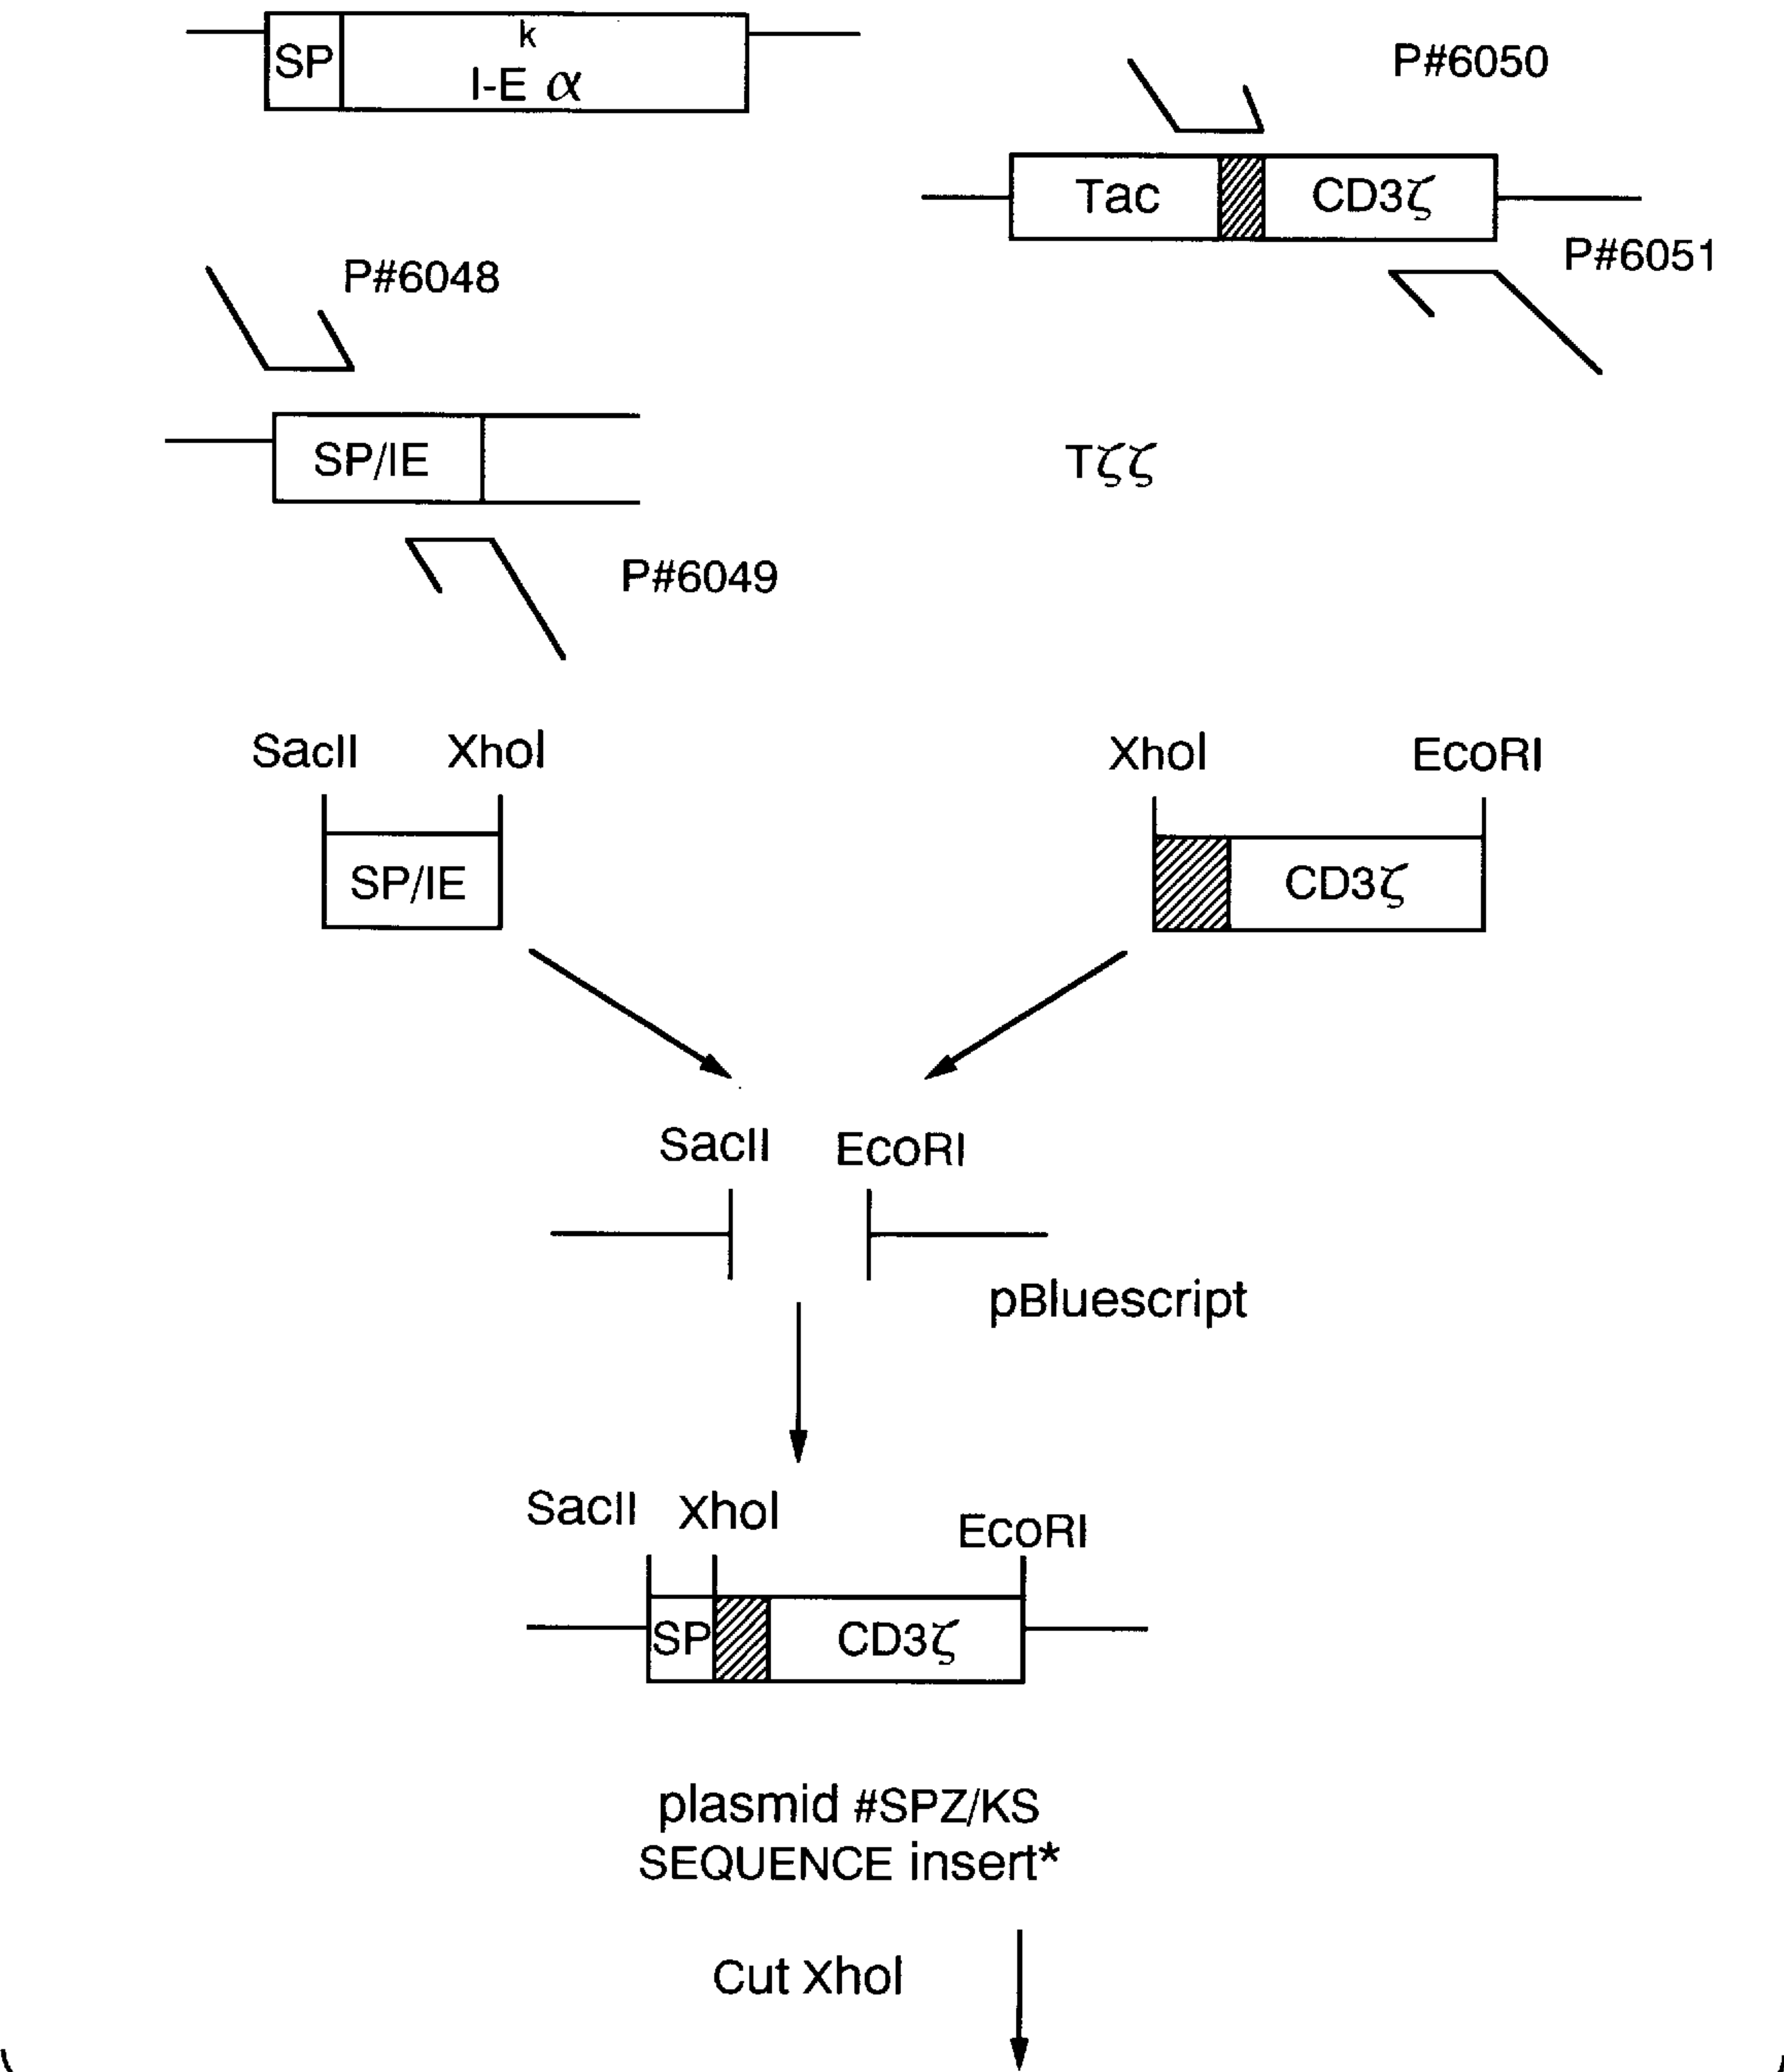 SP
k
I-E α
P#6050
Tac
CD3ζ
P#6051
P#6048
SP/IE
Tζζ
P#6049
SacII
XhoI
XhoI
EcoRI
SP/IE
CD3ζ
SacII
EcoRI
pBluescript
SacII
XhoI
EcoRI
SP
CD3ζ
plasmid #SPZ/KS
SEQUENCE insert*
Cut XhoI